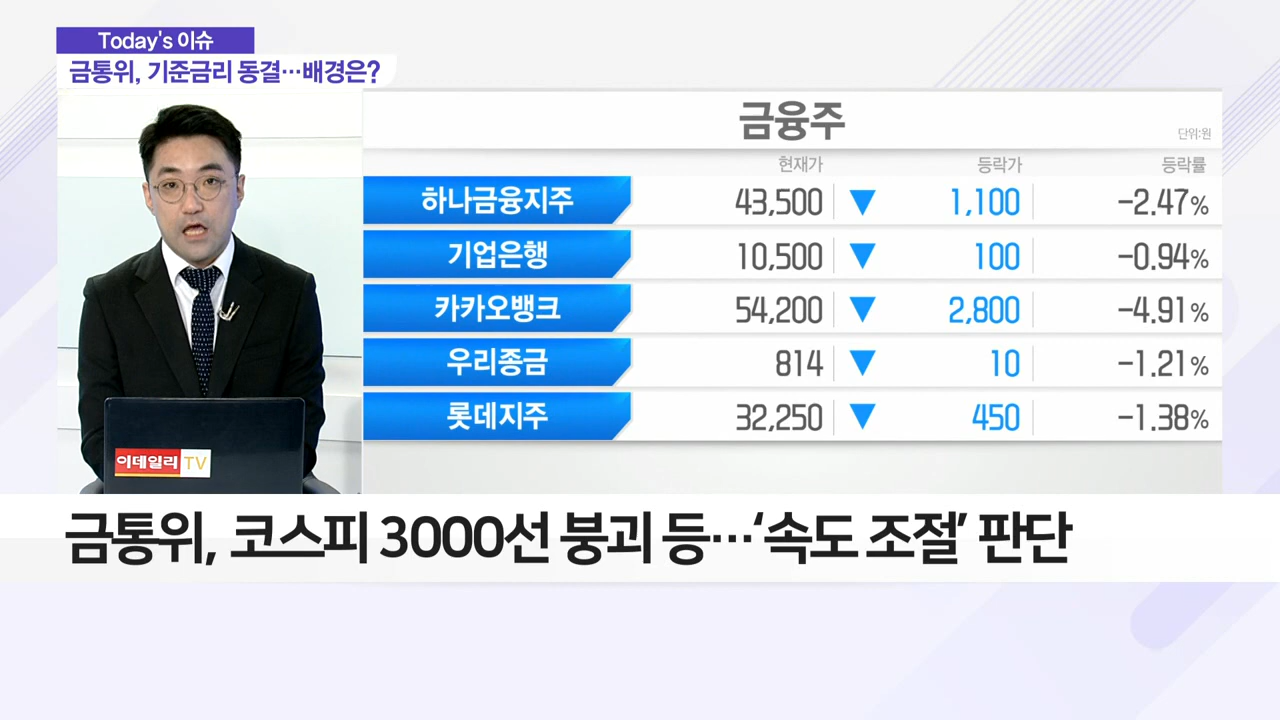 Today's 이슈
금통위, 기준금리 동결…배경은?
금융주
단위:원
현재가 등락가 등락률
하나금융지주 43,500 ▼ 1,100 -2.47%
기업은행 10,500 ▼ 100 -0.94%
카카오뱅크 54,200 ▼ 2,800 -4.91%
우리종금 814 ▼ 10 -1.21%
롯데지주 32,250 ▼ 450 -1.38%
이데일리 TV
금통위, 코스피 3000선 붕괴 등…‘속도 조절’ 판단